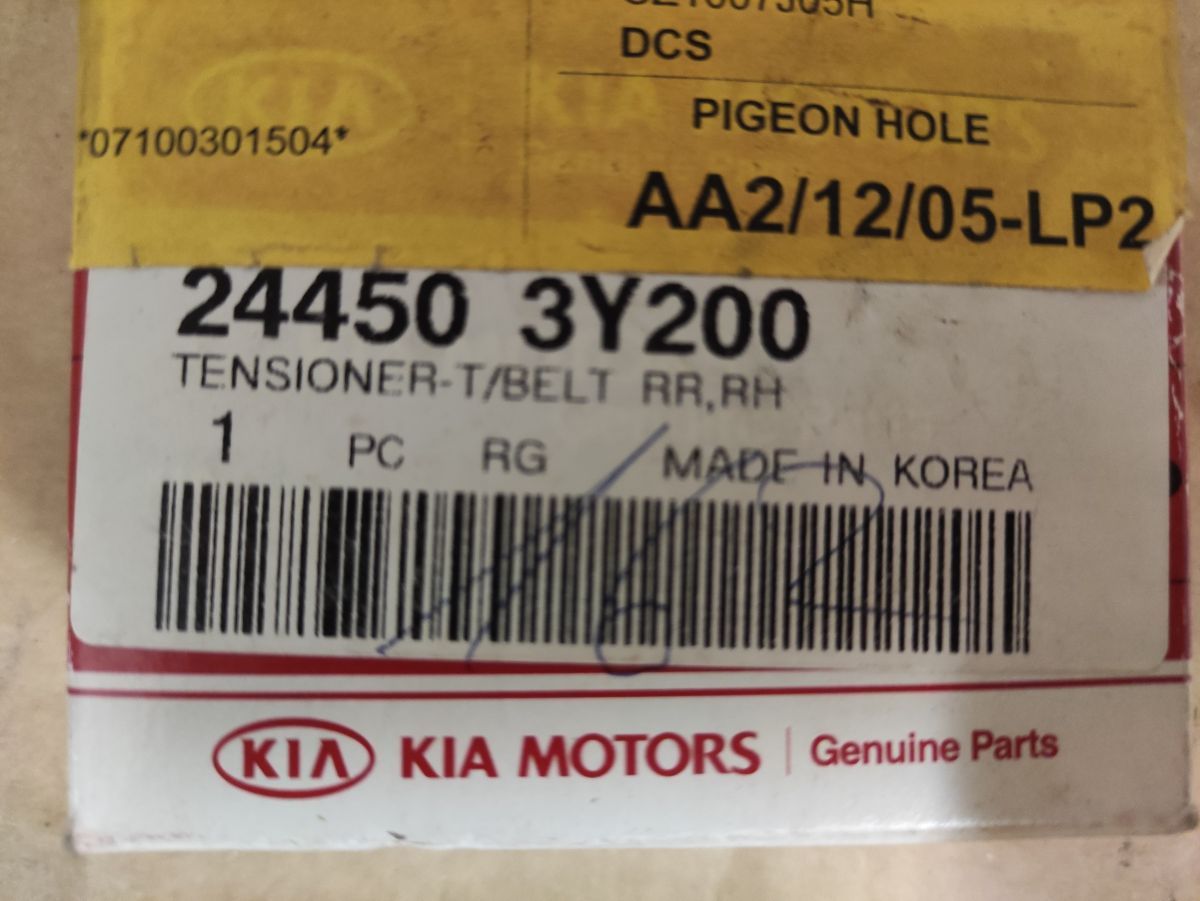 DCS
PIGEON HOLE
*07100301504*
AA2/12/05-LP2
24450 3Y200
TENSIONER-T/BELT RR,RH
1 PC RG MADE IN KOREA
KIA KIA MOTORS Genuine Parts